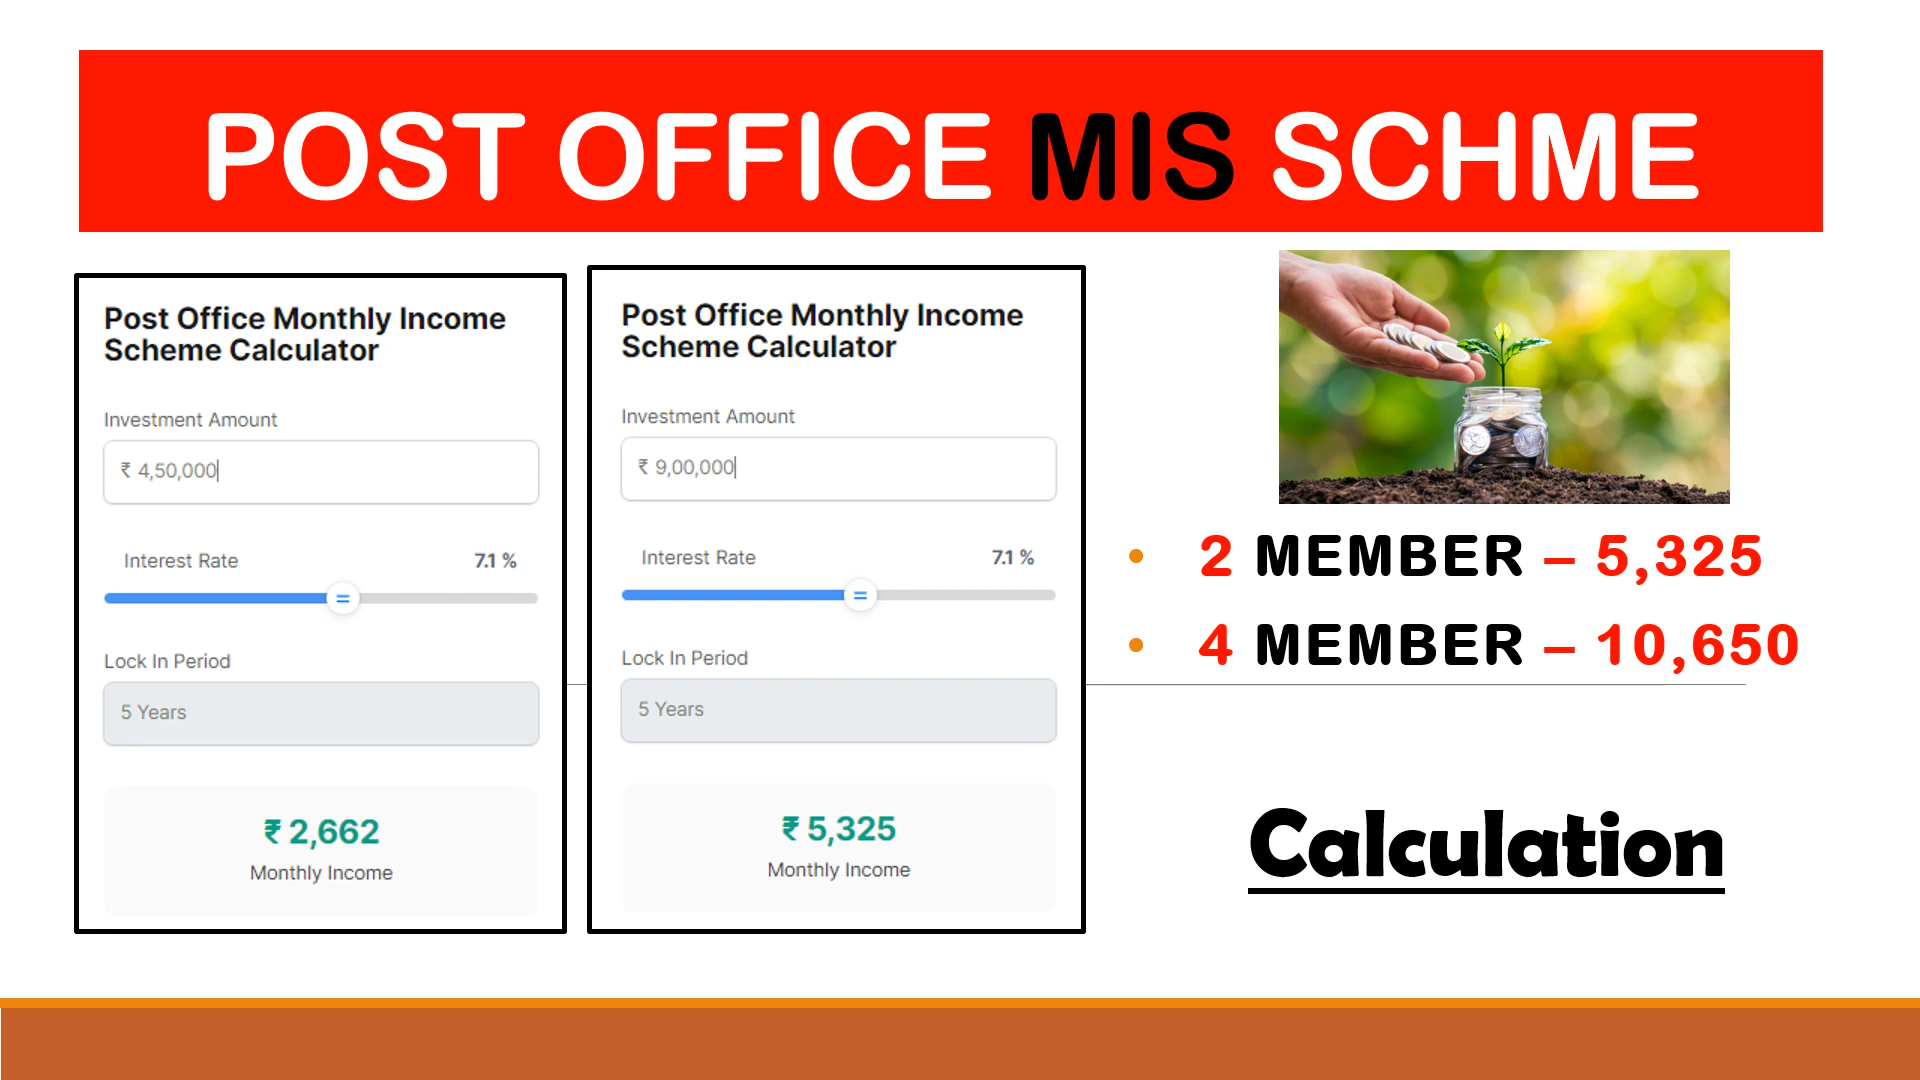 POST OFFICE MIS SCHME
Post Office Monthly Income
Scheme Calculator
Investment Amount
₹ 4,50,000
Interest Rate 7.1 %
Lock In Period
5 Years
₹ 2,662
Monthly Income
Post Office Monthly Income
Scheme Calculator
Investment Amount
₹ 9,00,000
Interest Rate 7.1 %
Lock In Period
5 Years
₹ 5,325
Monthly Income
• 2 MEMBER – 5,325
• 4 MEMBER – 10,650
Calculation